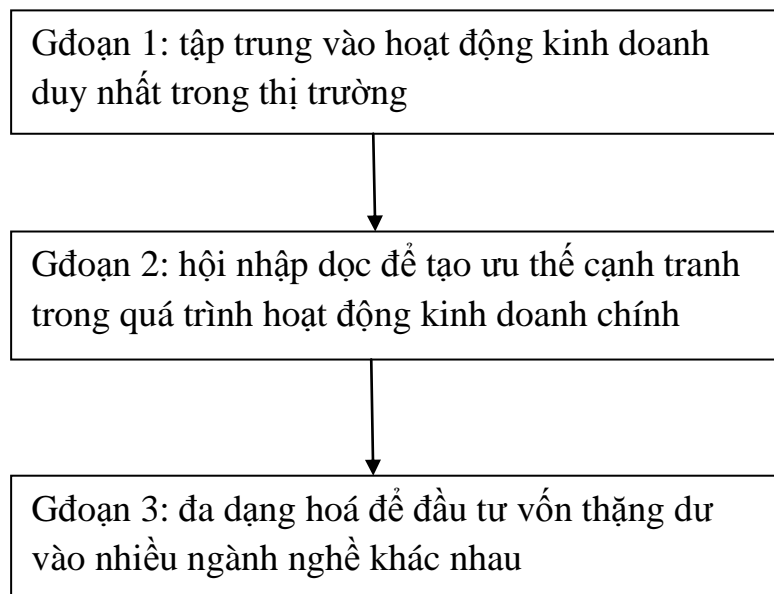 Gđoạn 1: tập trung vào hoạt động kinh doanh
duy nhất trong thị trường
Gđoạn 2: hội nhập dọc để tạo ưu thế cạnh tranh
trong quá trình hoạt động kinh doanh chính
Gđoạn 3: đa dạng hoá để đầu tư vốn thặng dư
vào nhiều ngành nghề khác nhau